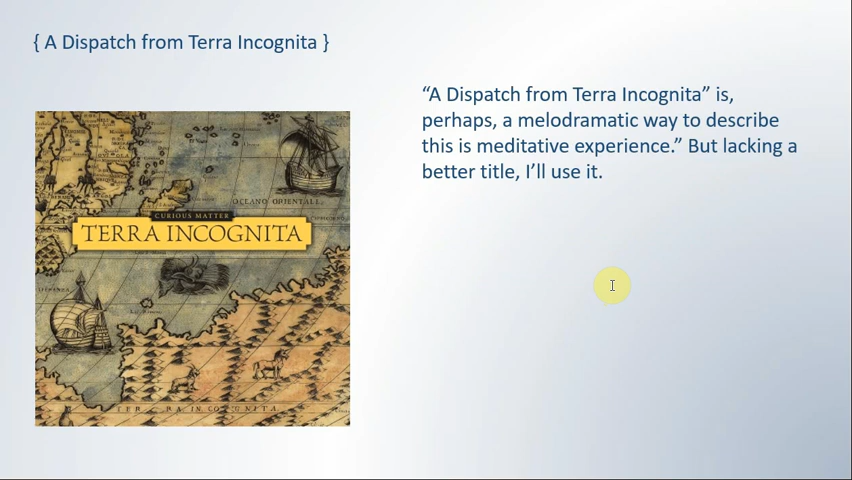 { A Dispatch from Terra Incognita }
“A Dispatch from Terra Incognita” is,
perhaps, a melodramatic way to describe
this is meditative experience.” But lacking a
better title, I’ll use it.
OCEANO ORIENTALE
CURIOUS MATTER
TERRA INCOGNITA